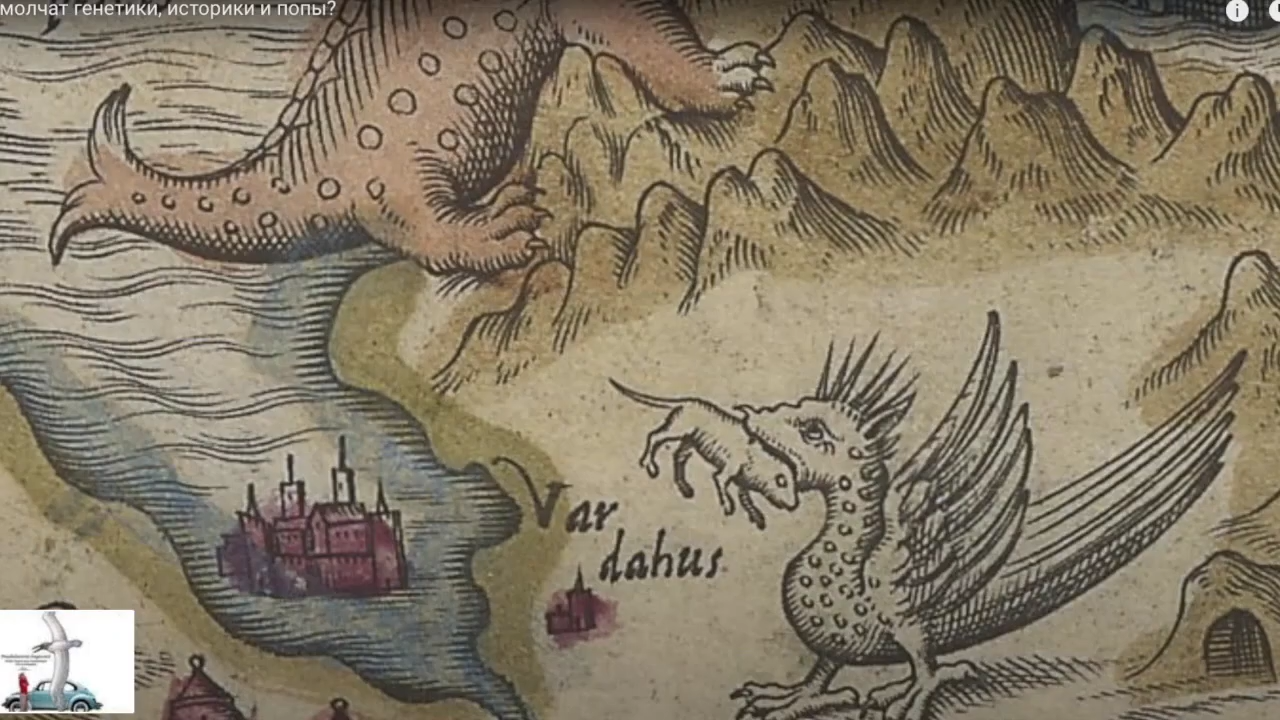 молчат генетики, историки и попы?
Var
dahus